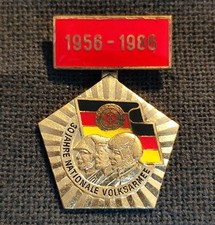 1956 - 1986
30 JAHRE NATIONALE VOLKSARMEE